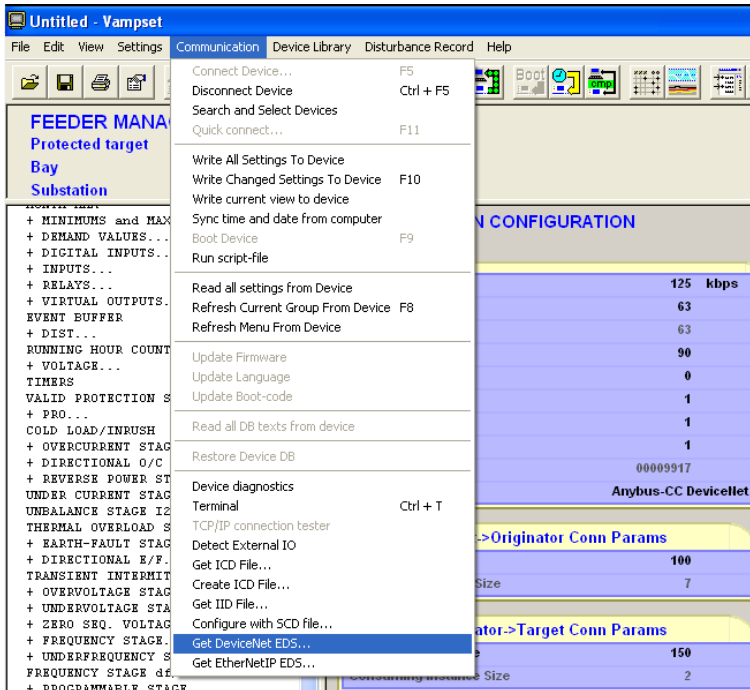 Untitled - Vampset
File Edit View Settings Communication Device Library Disturbance Record Help
Connect Device... F5
Disconnect Device Ctrl + F5
Search and Select Devices
Quick connect... F11
Write All Settings To Device
Write Changed Settings To Device F10
Write current view to device
Sync time and date from computer
Boot Device F9
Run script-file
Read all settings from Device
Refresh Current Group From Device F8
Refresh Menu From Device
Update Firmware
Update Language
Update Boot-code
Read all DB texts from device
Restore Device DB
Device diagnostics
Terminal Ctrl + T
TCP/IP connection tester
Detect External IO
Get ICD File...
Create ICD File...
Get IID File...
Configure with SCD file...
Get DeviceNet EDS...
Get EtherNetIP EDS...
Boot
cmp
FEEDER MANA
Protected target
Bay
Substation
+ MINIMUMS and MAX
+ DEMAND VALUES...
+ DIGITAL INPUTS..
+ INPUTS...
+ RELAYS...
+ VIRTUAL OUTPUTS.
EVENT BUFFER
+ DIST...
RUNNING HOUR COUNT
+ VOLTAGE...
TIMERS
VALID PROTECTION S
+ PRO...
COLD LOAD/INRUSH
+ OVERCURRENT STAG
+ DIRECTIONAL O/C
+ REVERSE POWER ST
UNDER CURRENT STAG
UNBALANCE STAGE I2
THERMAL OVERLOAD S
+ EARTH-FAULT STAG
+ DIRECTIONAL E/F.
TRANSIENT INTERMIT
+ OVERVOLTAGE STAG
+ UNDERVOLTAGE STA
+ ZERO SEQ. VOLTAG
+ FREQUENCY STAGE.
+ UNDERFREQUENCY S
FREQUENCY STAGE df
+ PROGRAMMABLE STAGE
N CONFIGURATION
125 kbps
63
63
90
0
1
1
1
00009917
Anybus-CC DeviceNet
->Originator Conn Params
100
Size 7
ator->Target Conn Params
150
Consuming Instance Size 2